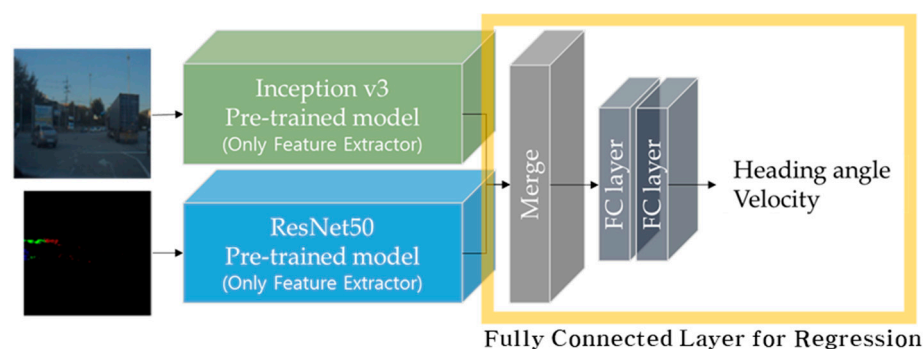 Inception v3
Pre-trained model
(Only Feature Extractor)
ResNet50
Pre-trained model
(Only Feature Extractor)
Merge
FC layer
FC layer
Heading angle
Velocity
Fully Connected Layer for Regression